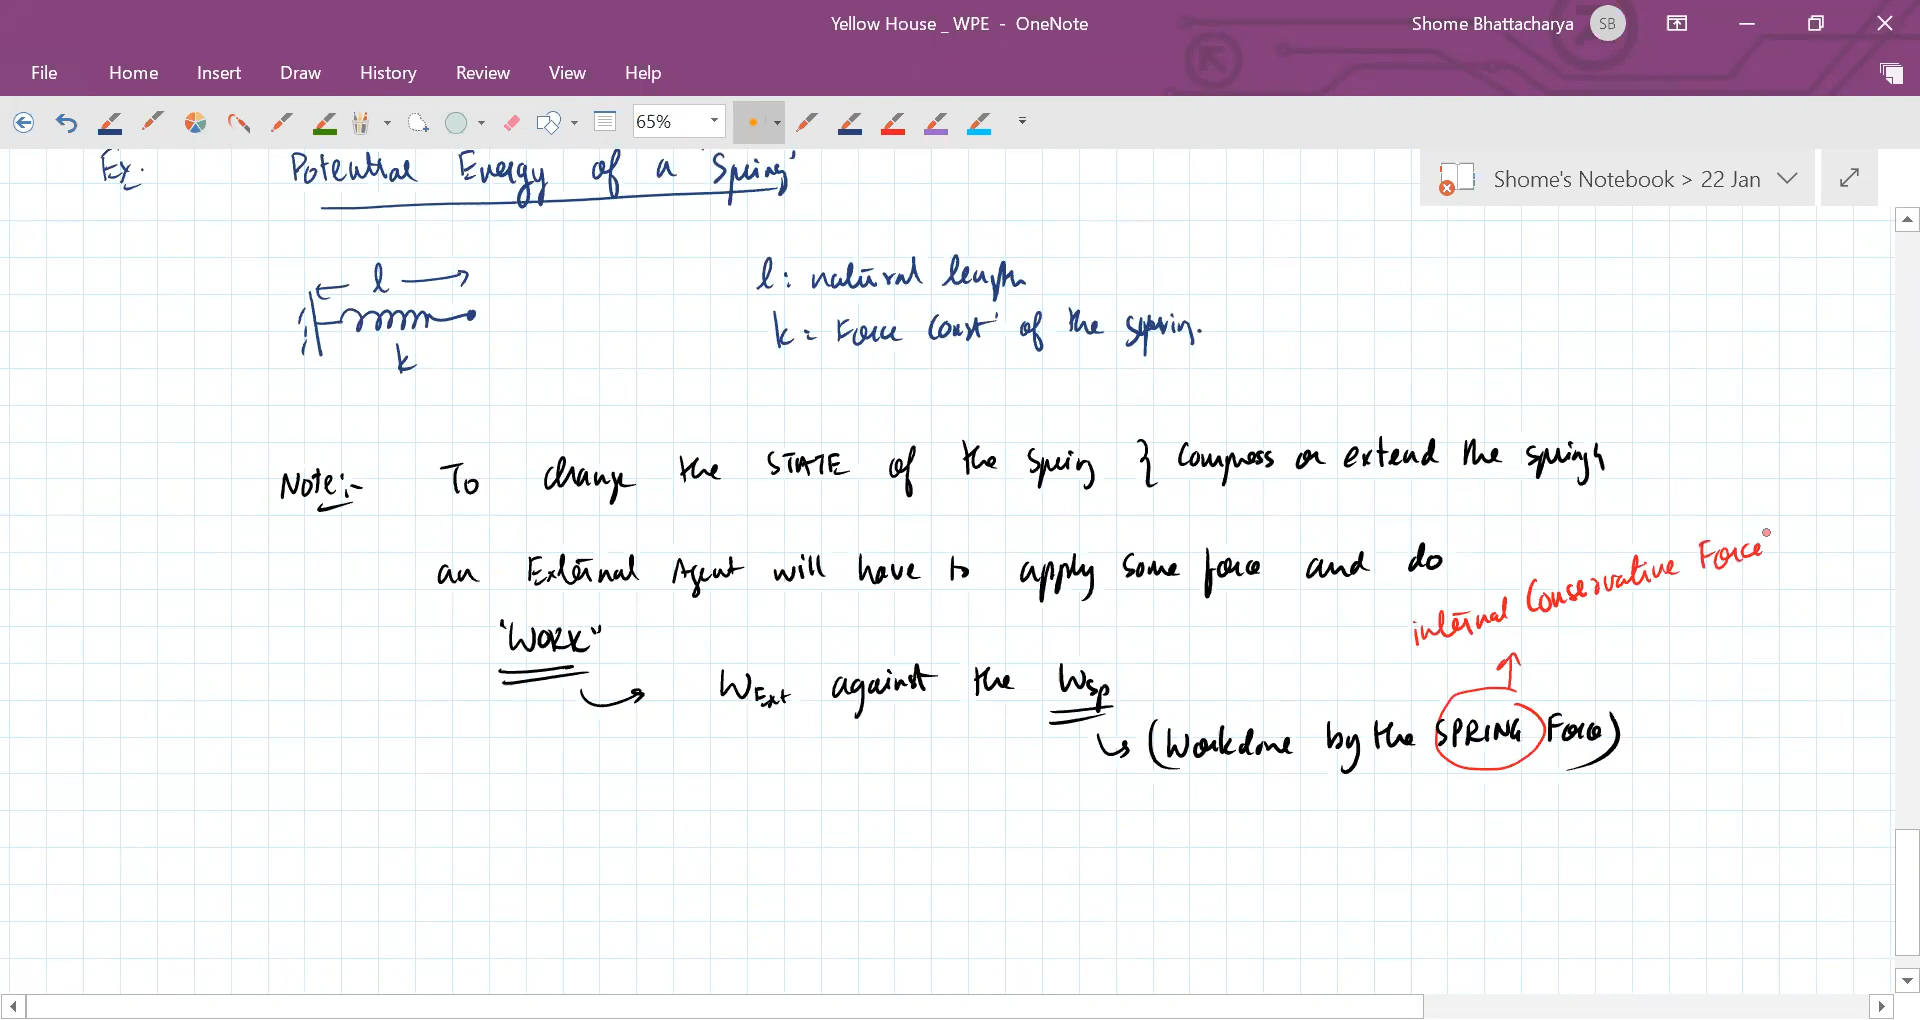 Yellow House _ WPE - OneNote
Shome Bhattacharya SB
File Home Insert Draw History Review View Help
65%
Shome's Notebook > 22 Jan
Ex. Potential Energy of a 'Spring'
l
k
l : natural length
k = Force Const of the spring.
Note:- To change the STATE of the spring { compress or extend the spring }
an External Agent will have to apply some force and do
"WORK"
internal Conservative Force
WExt against the Wsp
(Workdone by the SPRING Force)